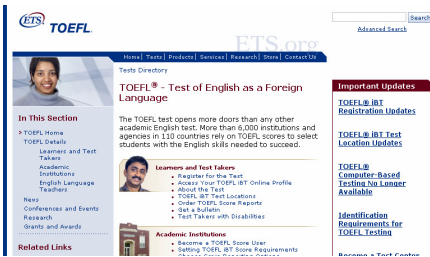 ETS
TOEFL.
Search
Advanced Search
ETS.org
Home | Tests | Products | Services | Research | Store | Contact Us
Tests Directory
TOEFL® - Test of English as a Foreign
Language
The TOEFL test opens more doors than any other
academic English test. More than 6,000 institutions and
agencies in 110 countries rely on TOEFL scores to select
students with the English skills needed to succeed.
In This Section
TOEFL Home
TOEFL Details
Learners and Test
Takers
Academic
Institutions
English Language
Teachers
News
Conferences and Events
Research
Grants and Awards
Related Links
Learners and Test Takers
Register for the Test
Access Your TOEFL iBT Online Profile
About the Test
TOEFL iBT Test Locations
Order TOEFL Score Reports
Get a Bulletin
Test Takers with Disabilities
Academic Institutions
Become a TOEFL Score User
Setting TOEFL iBT Score Requirements
Important Updates
TOEFL® iBT
Registration Updates
TOEFL® iBT Test
Location Updates
TOEFL®
Computer-Based
Testing No Longer
Available
Identification
Requirements for
TOEFL Testing
Become a Test Center